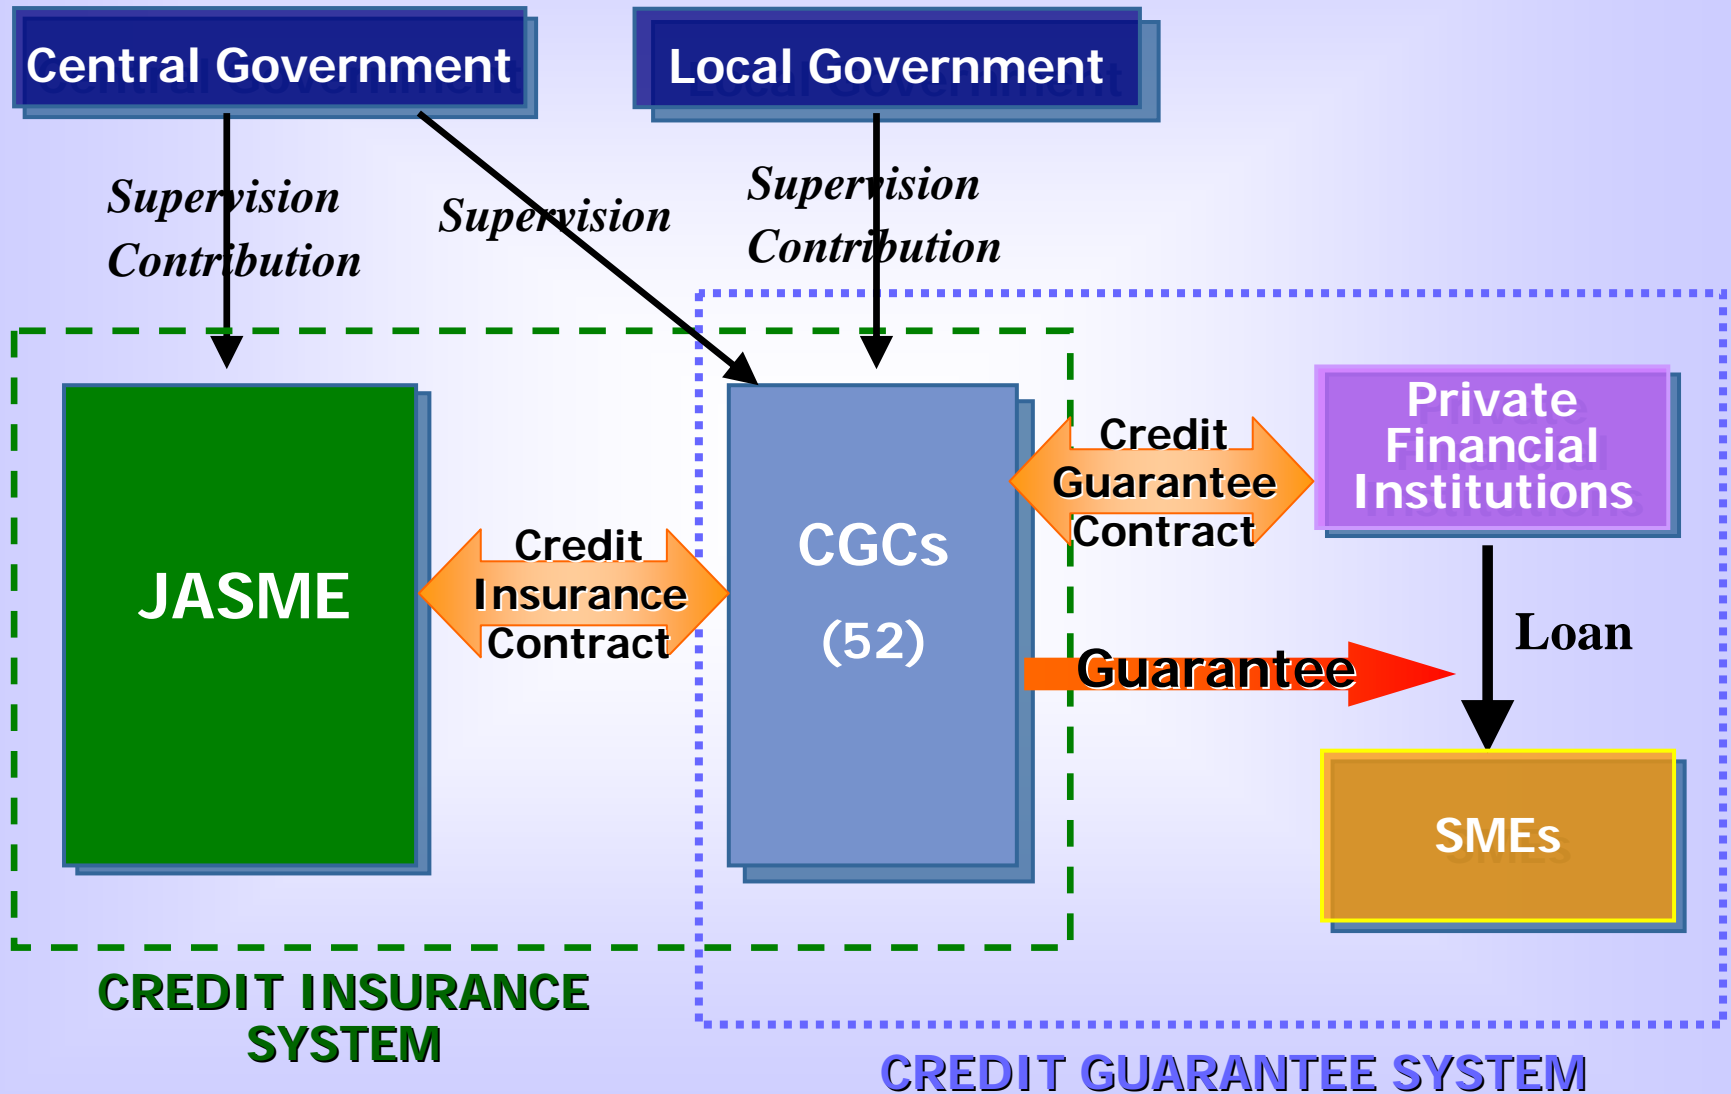 Central Government
Local Government
Supervision
Contribution
Supervision
Supervision
Contribution
Private
Financial
Institutions
Credit
Guarantee
Contract
CGCs
(52)
Credit
Insurance
Contract
JASME
Loan
Guarantee
SMEs
CREDIT INSURANCE
SYSTEM
CREDIT GUARANTEE SYSTEM